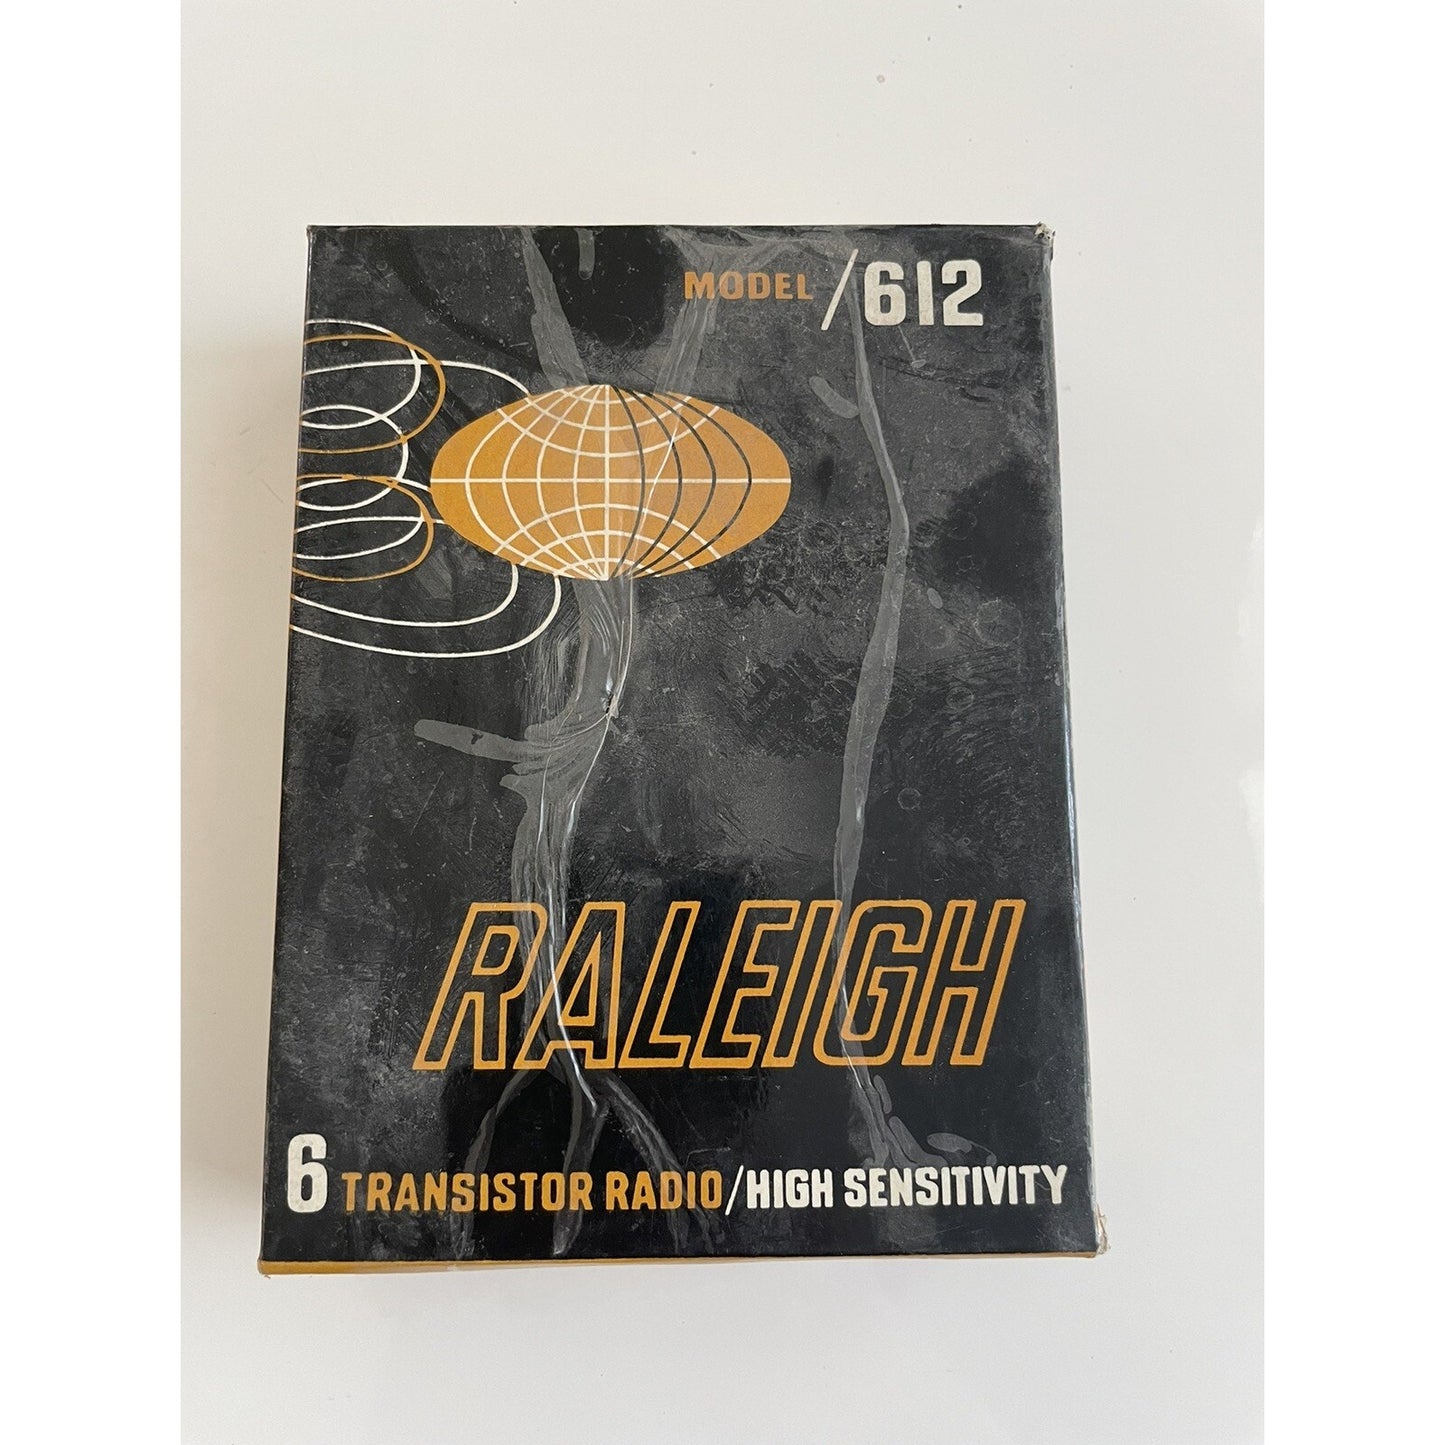 MODEL /612
RALEIGH
6 TRANSISTOR RADIO/HIGH SENSITIVITY